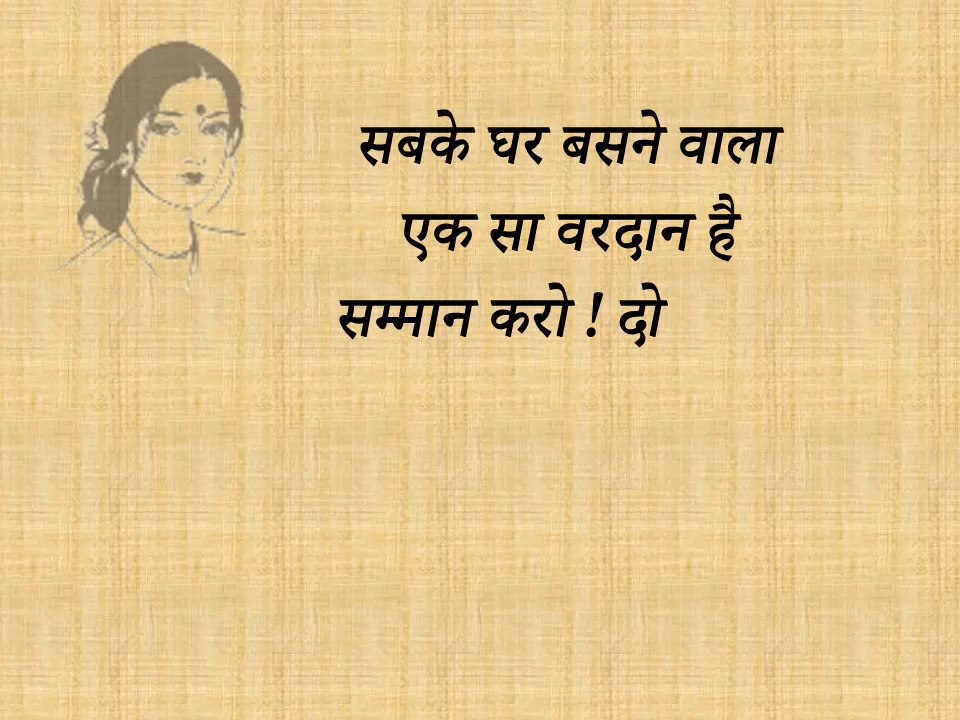 सबके घर बसने वाला
एक सा वरदान है
सम्मान करो ! दो